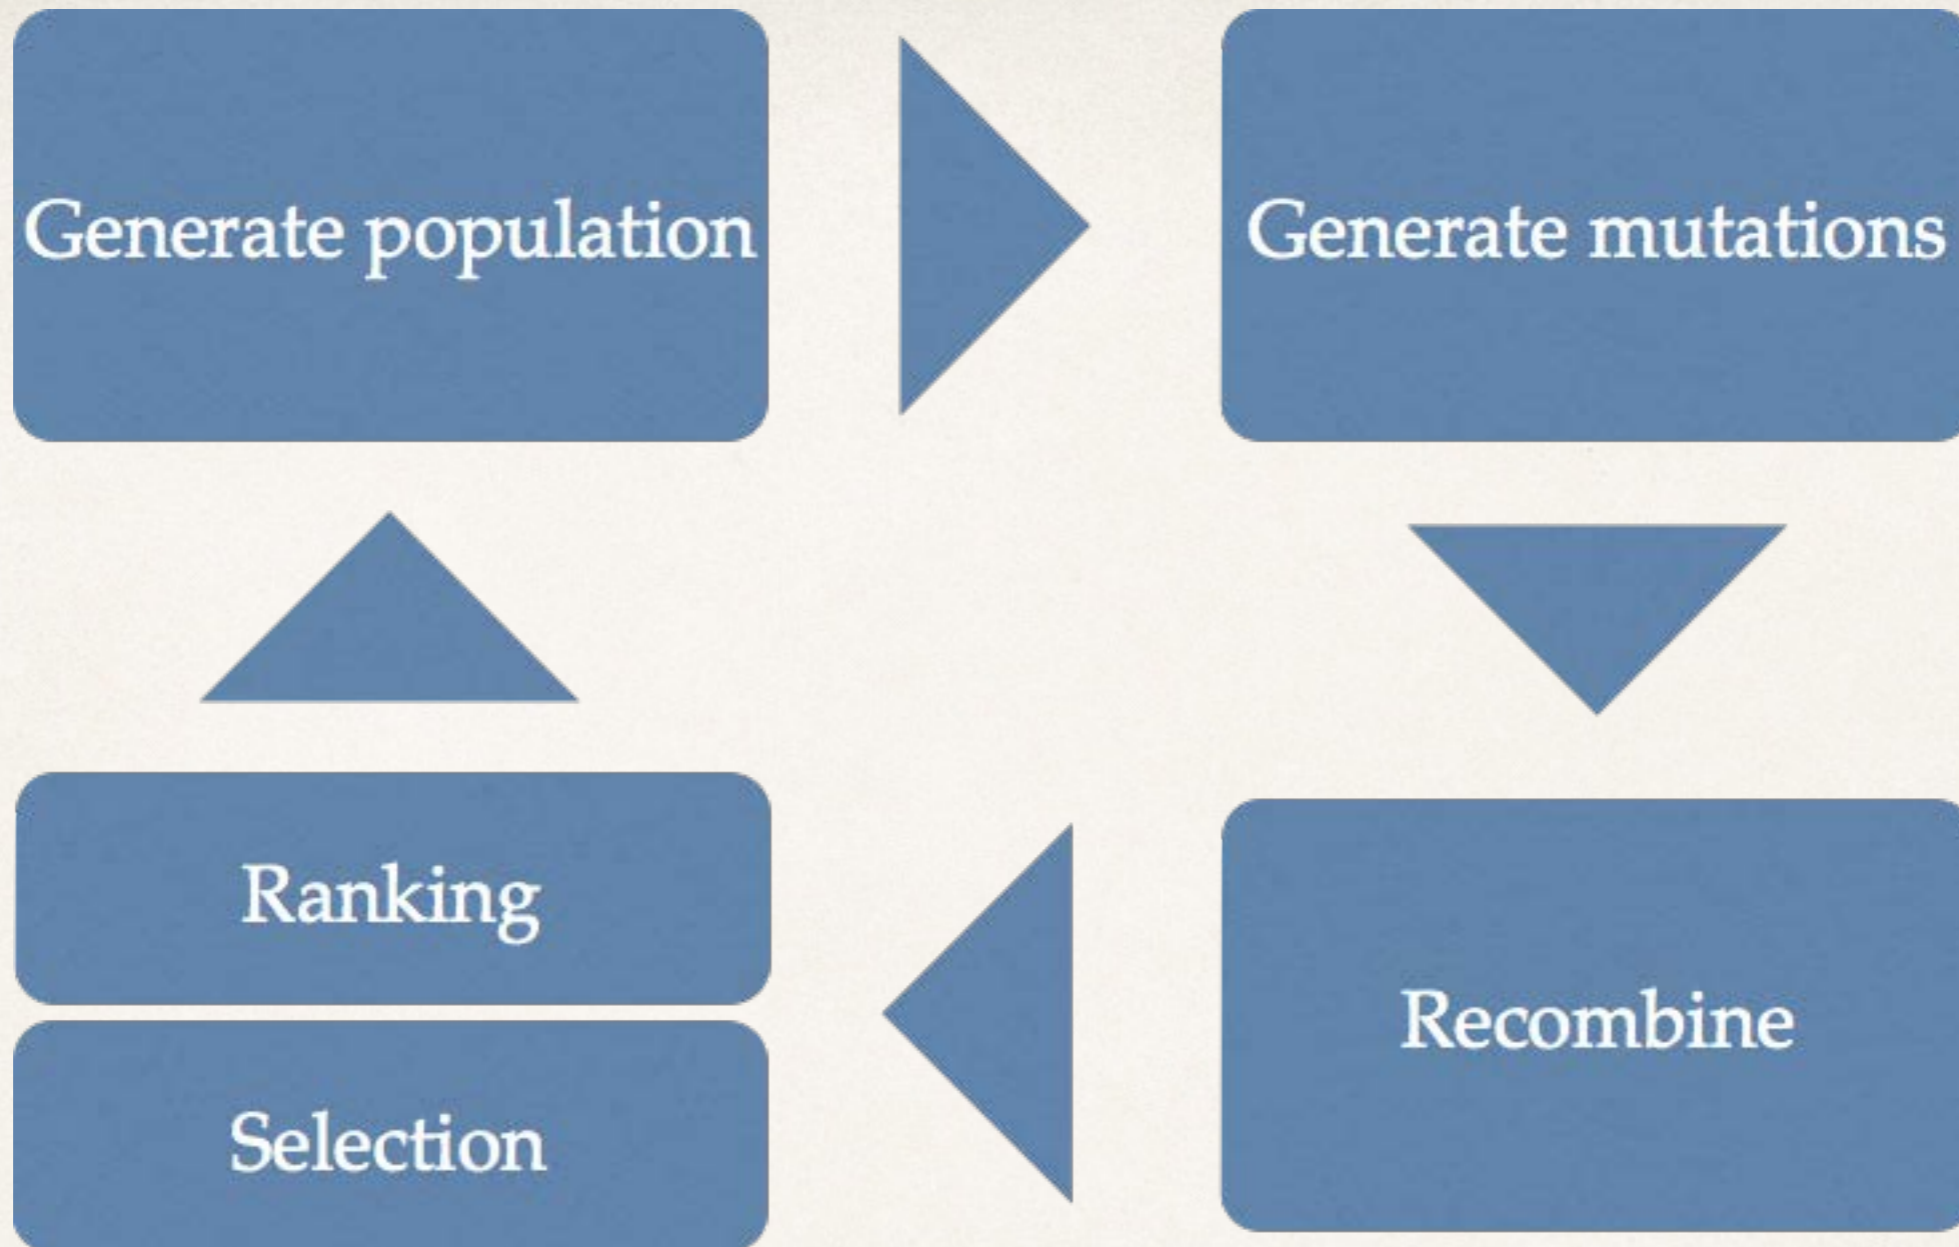 Generate population
Generate mutations
Ranking
Recombine
Selection